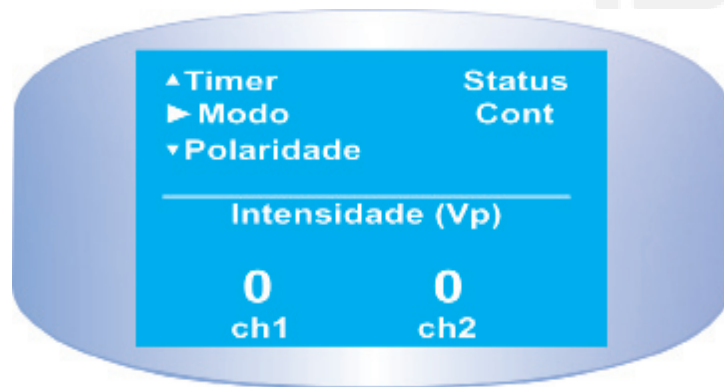 ▲Timer Status
►Modo Cont
▼Polaridade
Intensidade (Vp)
0 0
ch1 ch2